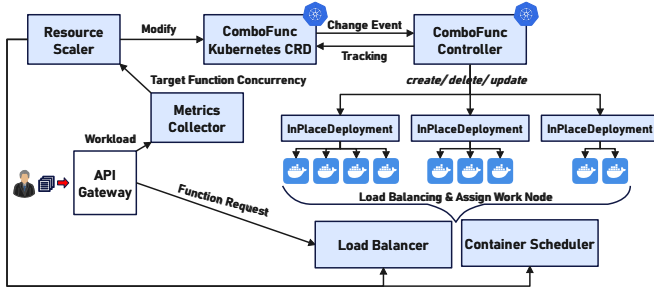 Resource
Scaler
Modify
ComboFunc
Kubernetes CRD
Change Event
Tracking
ComboFunc
Controller
Target Function Concurrency
create/ delete/ update
Metrics
Collector
Workload
API
Gateway
InPlaceDeployment
InPlaceDeployment
InPlaceDeployment
Function Request
Load Balancing & Assign Work Node
Load Balancer
Container Scheduler